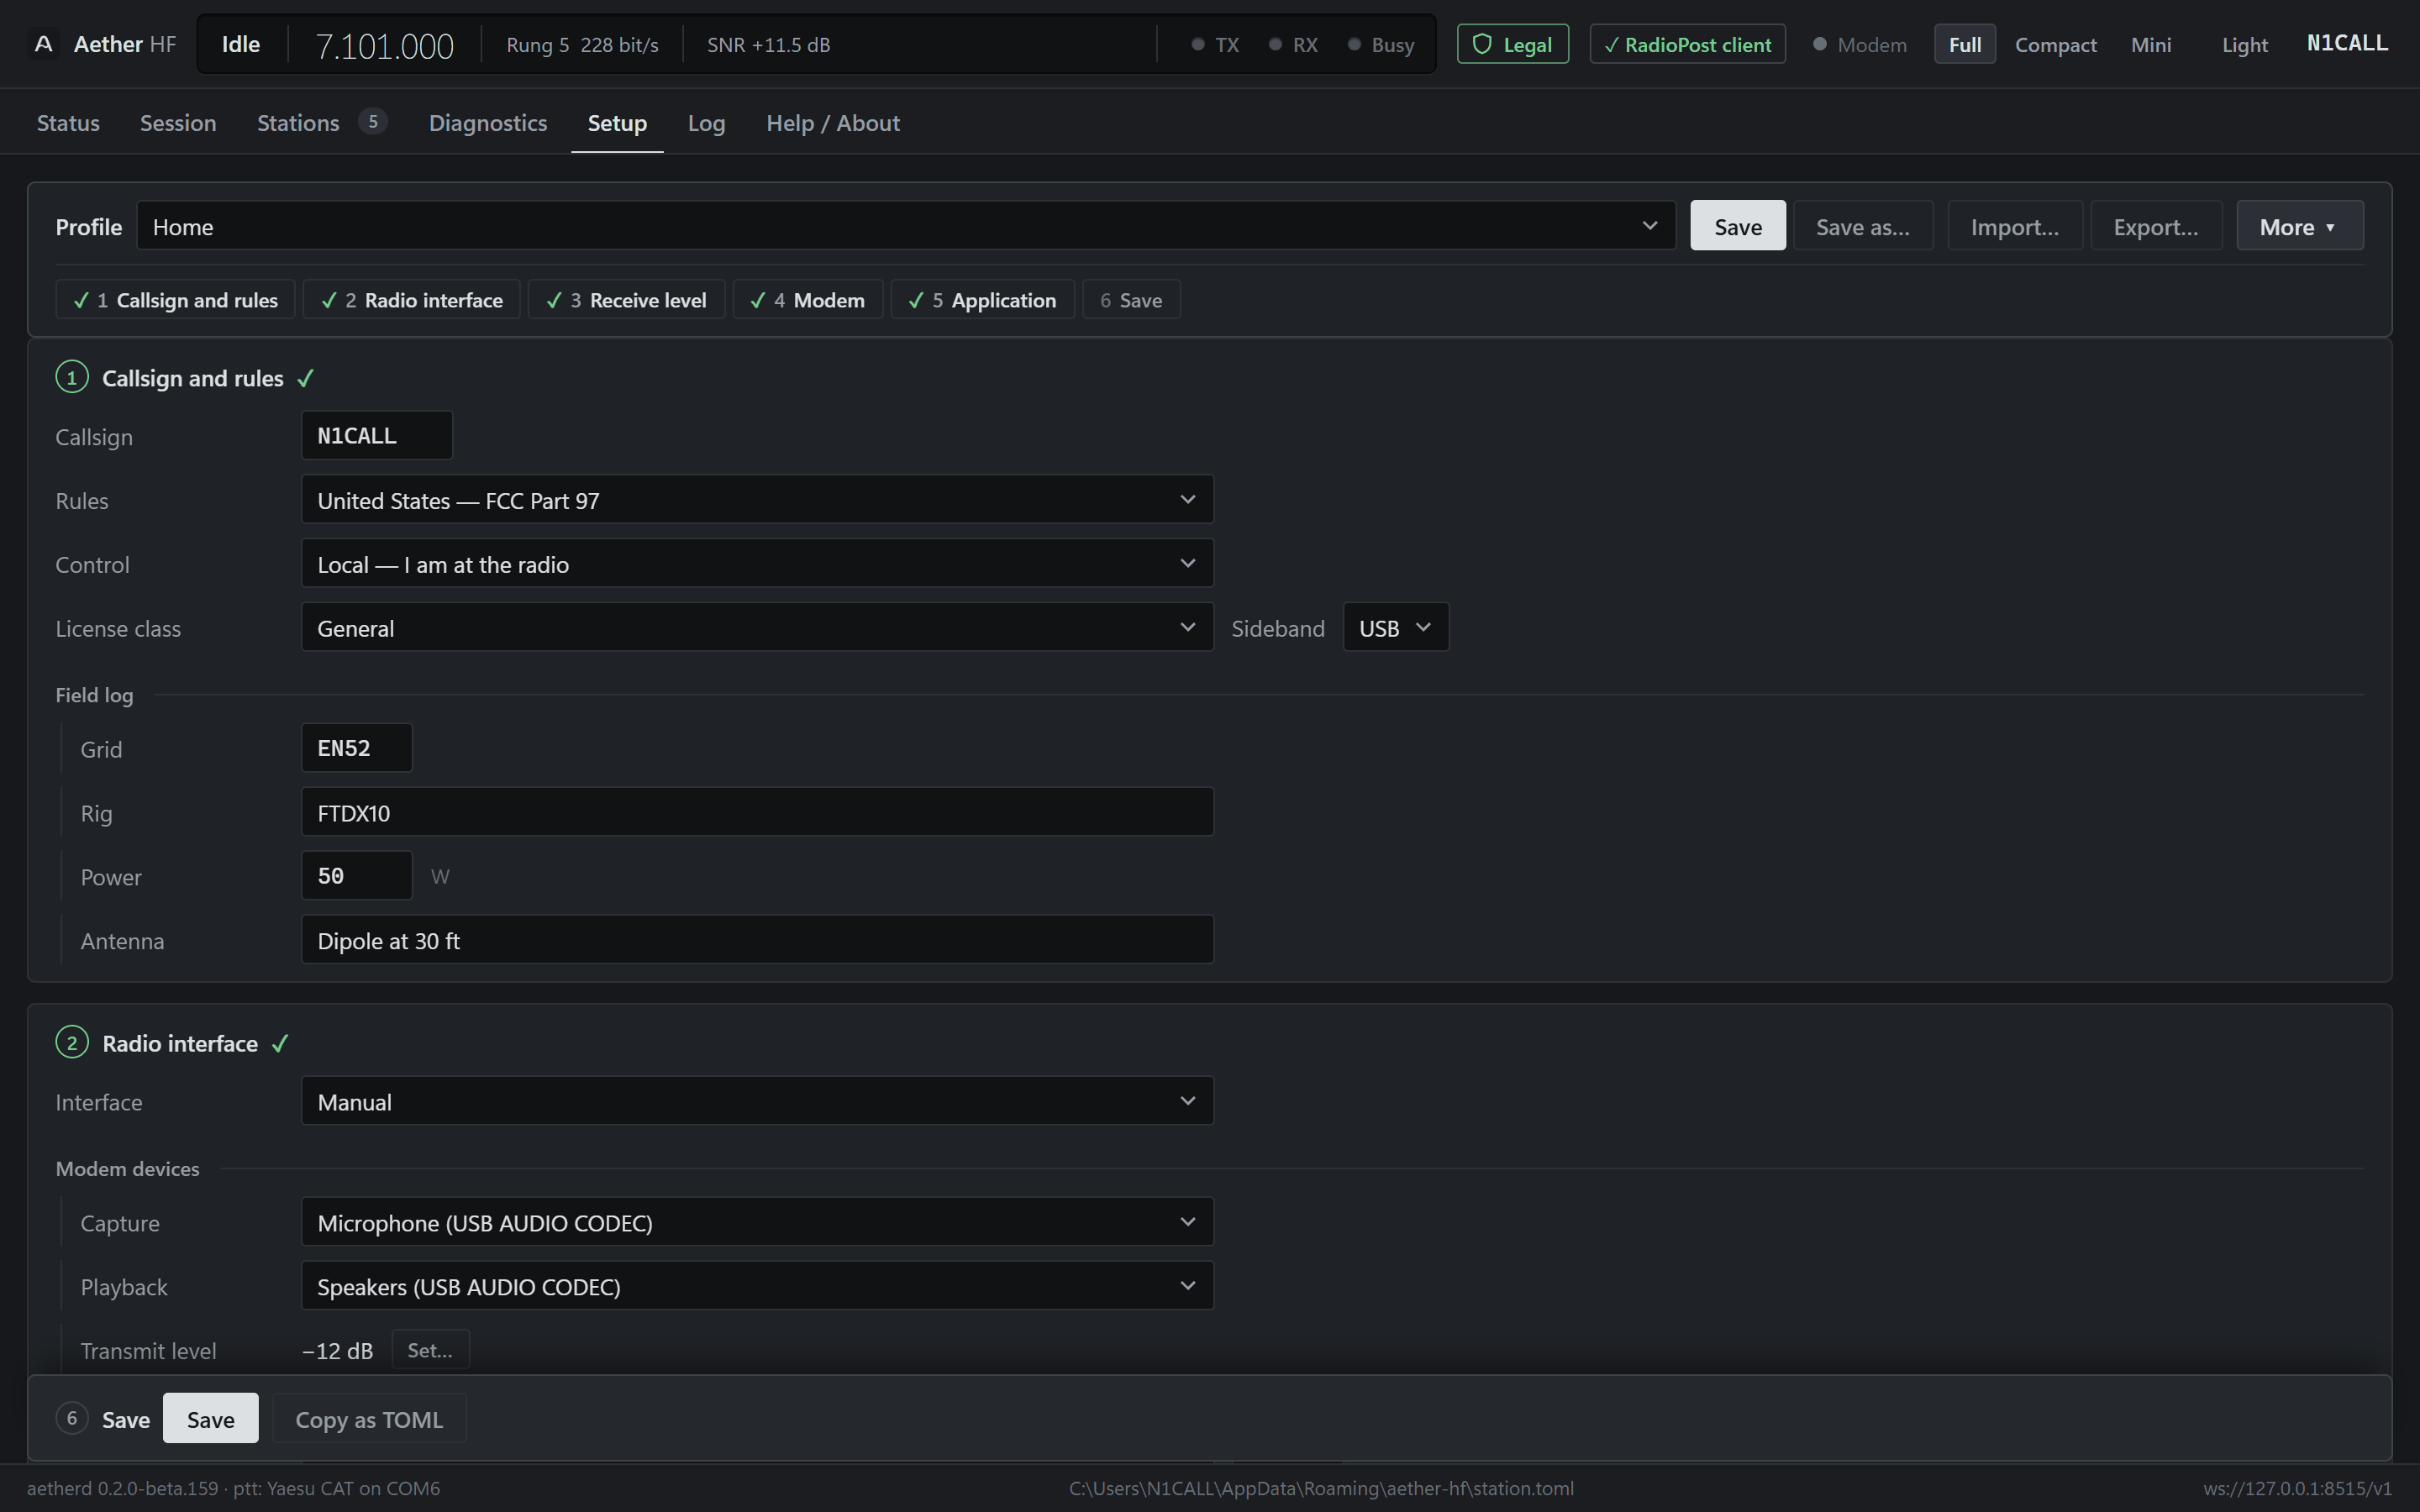 Aether HF Idle 7.101.000 Rung 5 228 bit/s SNR +11.5 dB TX RX Busy Legal ✓ RadioPost client Modem Full Compact Mini Light N1CALL
Status Session Stations 5 Diagnostics Setup Log Help / About
Profile Home Save Save as... Import... Export... More ▾
✓ 1 Callsign and rules ✓ 2 Radio interface ✓ 3 Receive level ✓ 4 Modem ✓ 5 Application 6 Save
1 Callsign and rules ✓
Callsign N1CALL
Rules United States — FCC Part 97
Control Local — I am at the radio
License class General Sideband USB
Field log
Grid EN52
Rig FTDX10
Power 50 W
Antenna Dipole at 30 ft
2 Radio interface ✓
Interface Manual
Modem devices
Capture Microphone (USB AUDIO CODEC)
Playback Speakers (USB AUDIO CODEC)
Transmit level −12 dB Set...
6 Save Save Copy as TOML
aetherd 0.2.0-beta.159 · ptt: Yaesu CAT on COM6 C:\Users\N1CALL\AppData\Roaming\aether-hf\station.toml ws://127.0.0.1:8515/v1